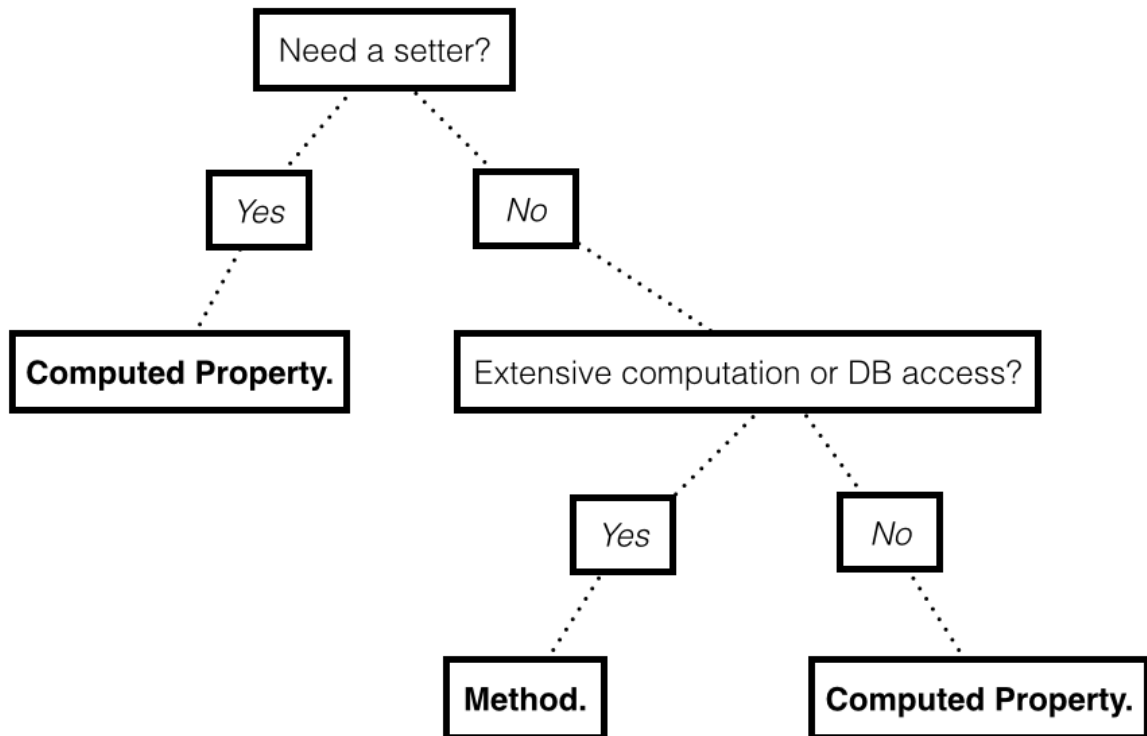 Need a setter?
Yes
No
Computed Property.
Extensive computation or DB access?
Yes
No
Method.
Computed Property.